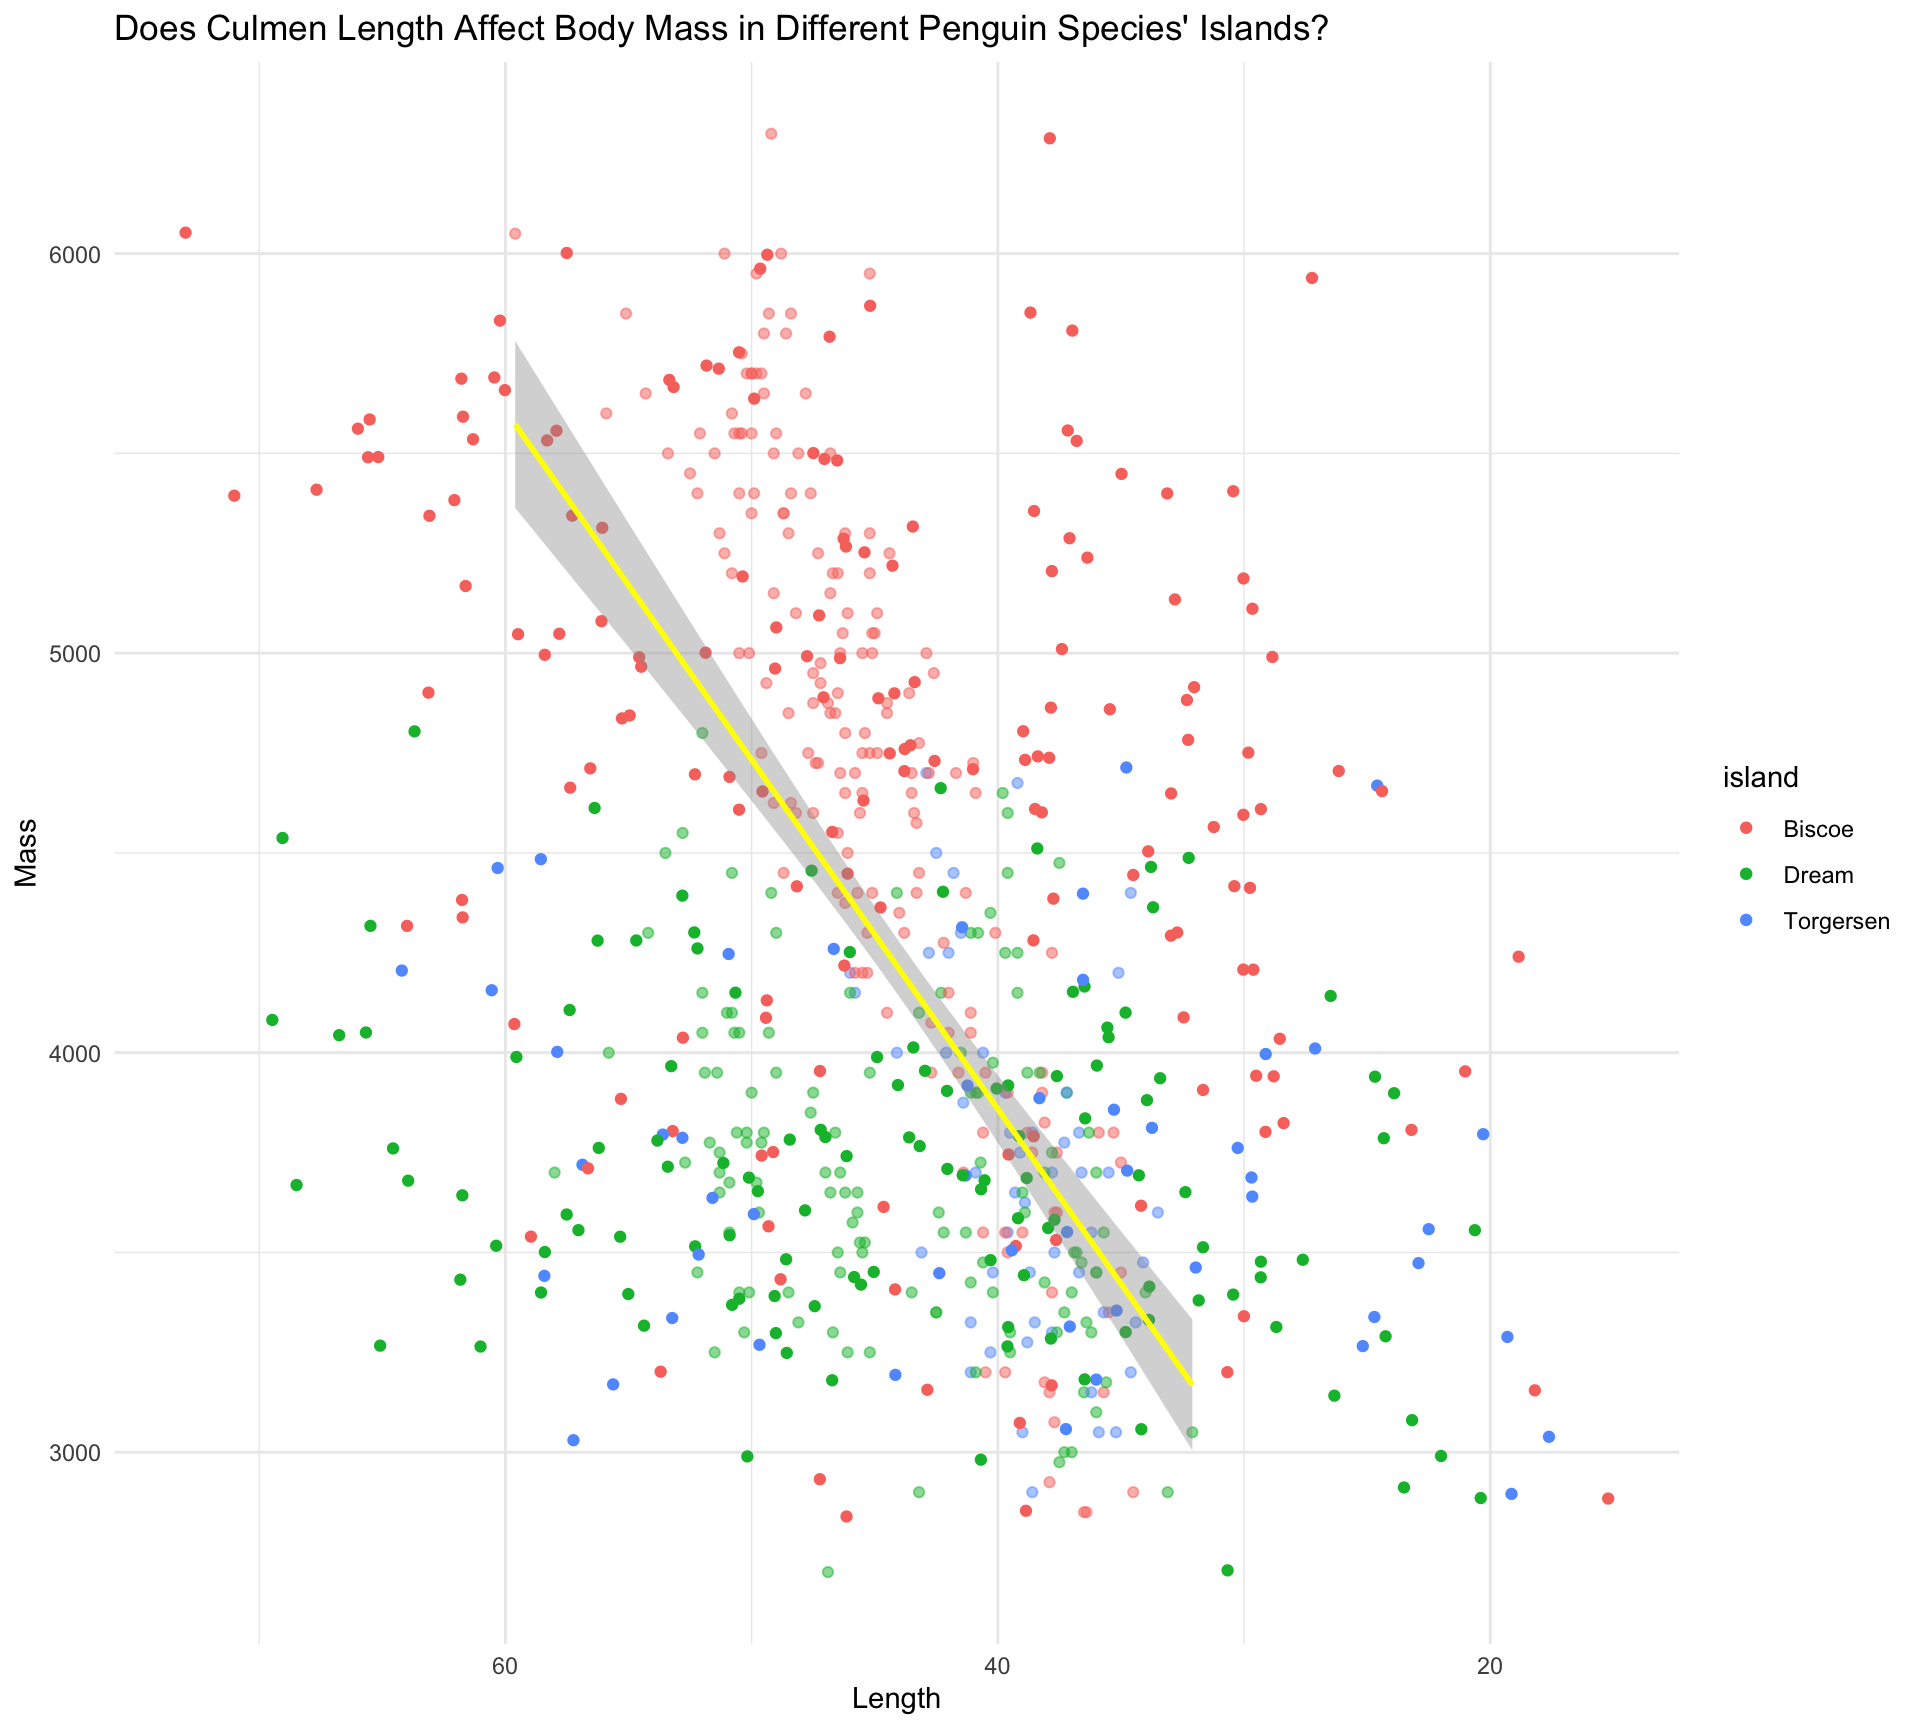 Does Culmen Length Affect Body Mass in Different Penguin Species' Islands?
6000
5000
4000
3000
Mass
60
40
20
Length
island
Biscoe
Dream
Torgersen